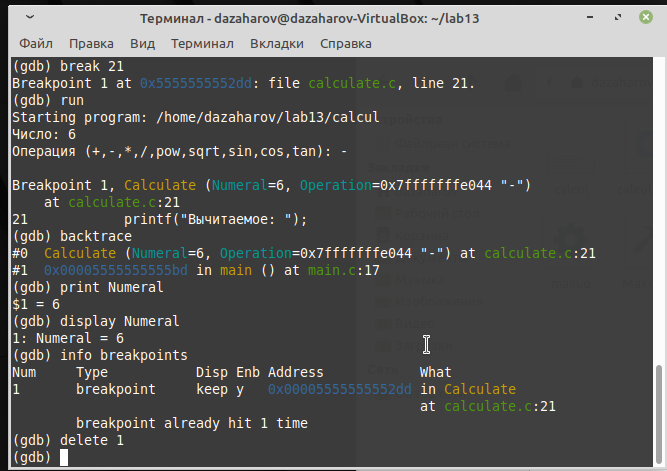 Терминал - dazaharov@dazaharov-VirtualBox: ~/lab13
Файл Правка Вид Терминал Вкладки Справка
(gdb) break 21
Breakpoint 1 at 0x5555555552dd: file calculate.c, line 21.
(gdb) run
Starting program: /home/dazaharov/lab13/calcul
Число: 6
Операция (+,-,*,/,pow,sqrt,sin,cos,tan): -
Breakpoint 1, Calculate (Numeral=6, Operation=0x7fffffffe044 "-")
at calculate.c:21
21 printf("Вычитаемое: ");
(gdb) backtrace
#0 Calculate (Numeral=6, Operation=0x7fffffffe044 "-") at calculate.c:21
#1 0x00005555555555bd in main () at main.c:17
(gdb) print Numeral
$1 = 6
(gdb) display Numeral
1: Numeral = 6
(gdb) info breakpoints
Num Type Disp Enb Address What
1 breakpoint keep y 0x00005555555552dd in Calculate
at calculate.c:21
breakpoint already hit 1 time
(gdb) delete 1
(gdb)